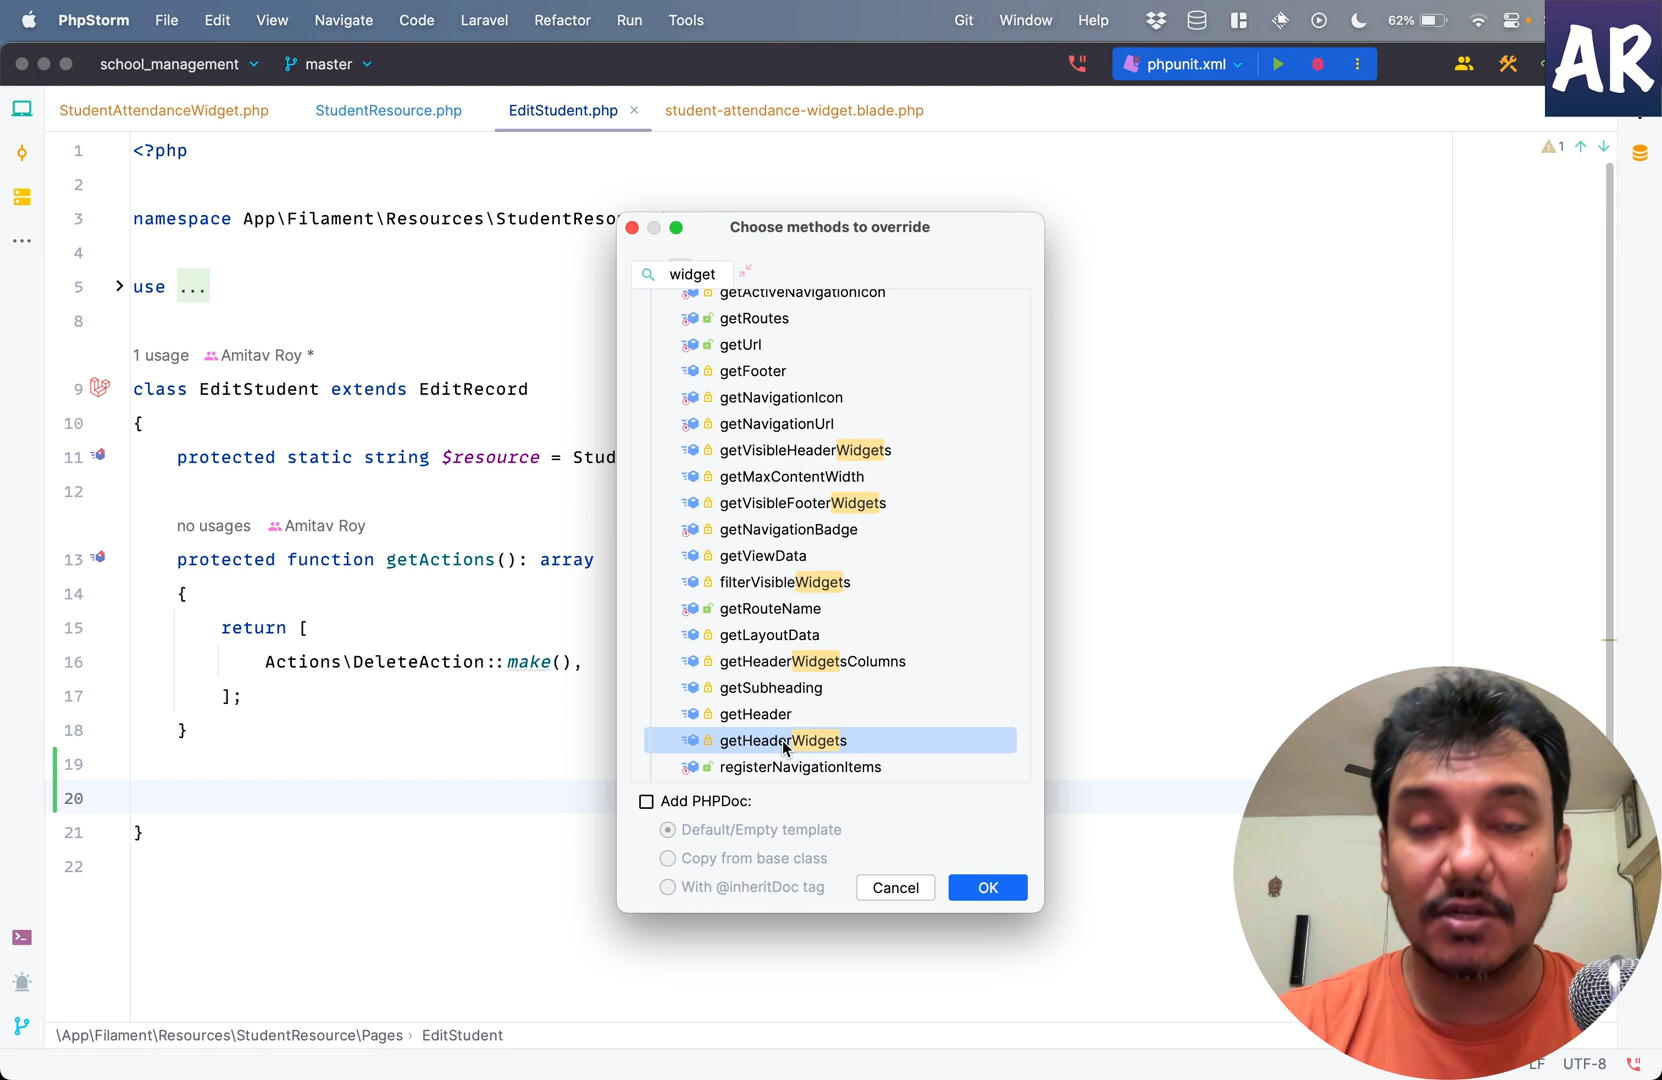 PhpStorm File Edit View Navigate Code Laravel Refactor Run Tools Git Window Help 62%
school_management master phpunit.xml
AR
StudentAttendanceWidget.php StudentResource.php EditStudent.php × student-attendance-widget.blade.php
1 <?php
1
2
3 namespace App\Filament\Resources\StudentReso
4
5 use ...
8
1 usage Amitav Roy *
9 class EditStudent extends EditRecord
10 {
11 protected static string $resource = Stud
12
no usages Amitav Roy
13 protected function getActions(): array
14 {
15 return [
16 Actions\DeleteAction::make(),
17 ];
18 }
19
20
21 }
22
Choose methods to override
widget
getActiveNavigationIcon
getRoutes
getUrl
getFooter
getNavigationIcon
getNavigationUrl
getVisibleHeaderWidgets
getMaxContentWidth
getVisibleFooterWidgets
getNavigationBadge
getViewData
filterVisibleWidgets
getRouteName
getLayoutData
getHeaderWidgetsColumns
getSubheading
getHeader
getHeaderWidgets
registerNavigationItems
Add PHPDoc:
Default/Empty template
Copy from base class
With @inheritDoc tag
Cancel OK
\App\Filament\Resources\StudentResource\Pages › EditStudent
LF UTF-8